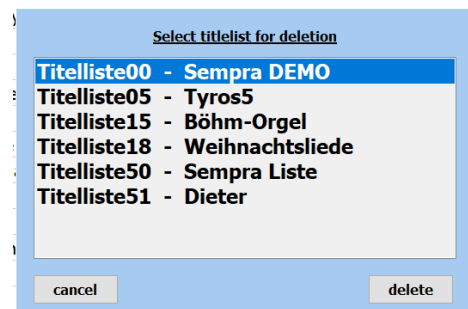 Select titlelist for deletion
Titelliste00 - Sempra DEMO
Titelliste05 - Tyros5
Titelliste15 - Böhm-Orgel
Titelliste18 - Weihnachtsliede
Titelliste50 - Sempra Liste
Titelliste51 - Dieter
cancel
delete